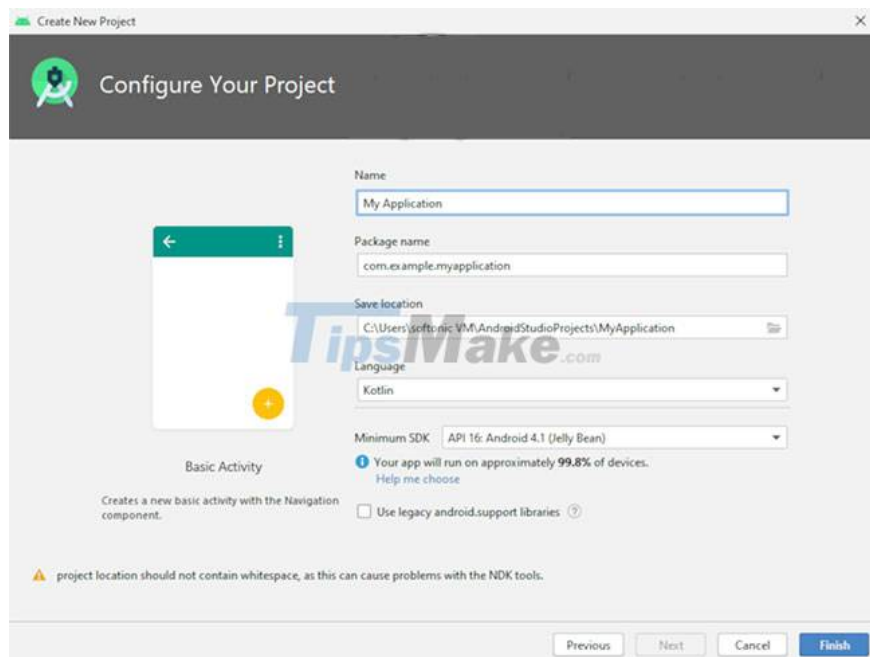 Create New Project
Configure Your Project
Name
My Application
Package name
com.example.myapplication
Save location
C:\Users\softonic VM\AndroidStudioProjects\MyApplication
TipsMake.com
Language
Kotlin
Minimum SDK API 16: Android 4.1 (Jelly Bean)
Your app will run on approximately 99.8% of devices.
Help me choose
Use legacy android.support libraries ?
Basic Activity
Creates a new basic activity with the Navigation
component.
project location should not contain whitespace, as this can cause problems with the NDK tools.
Previous Next Cancel Finish